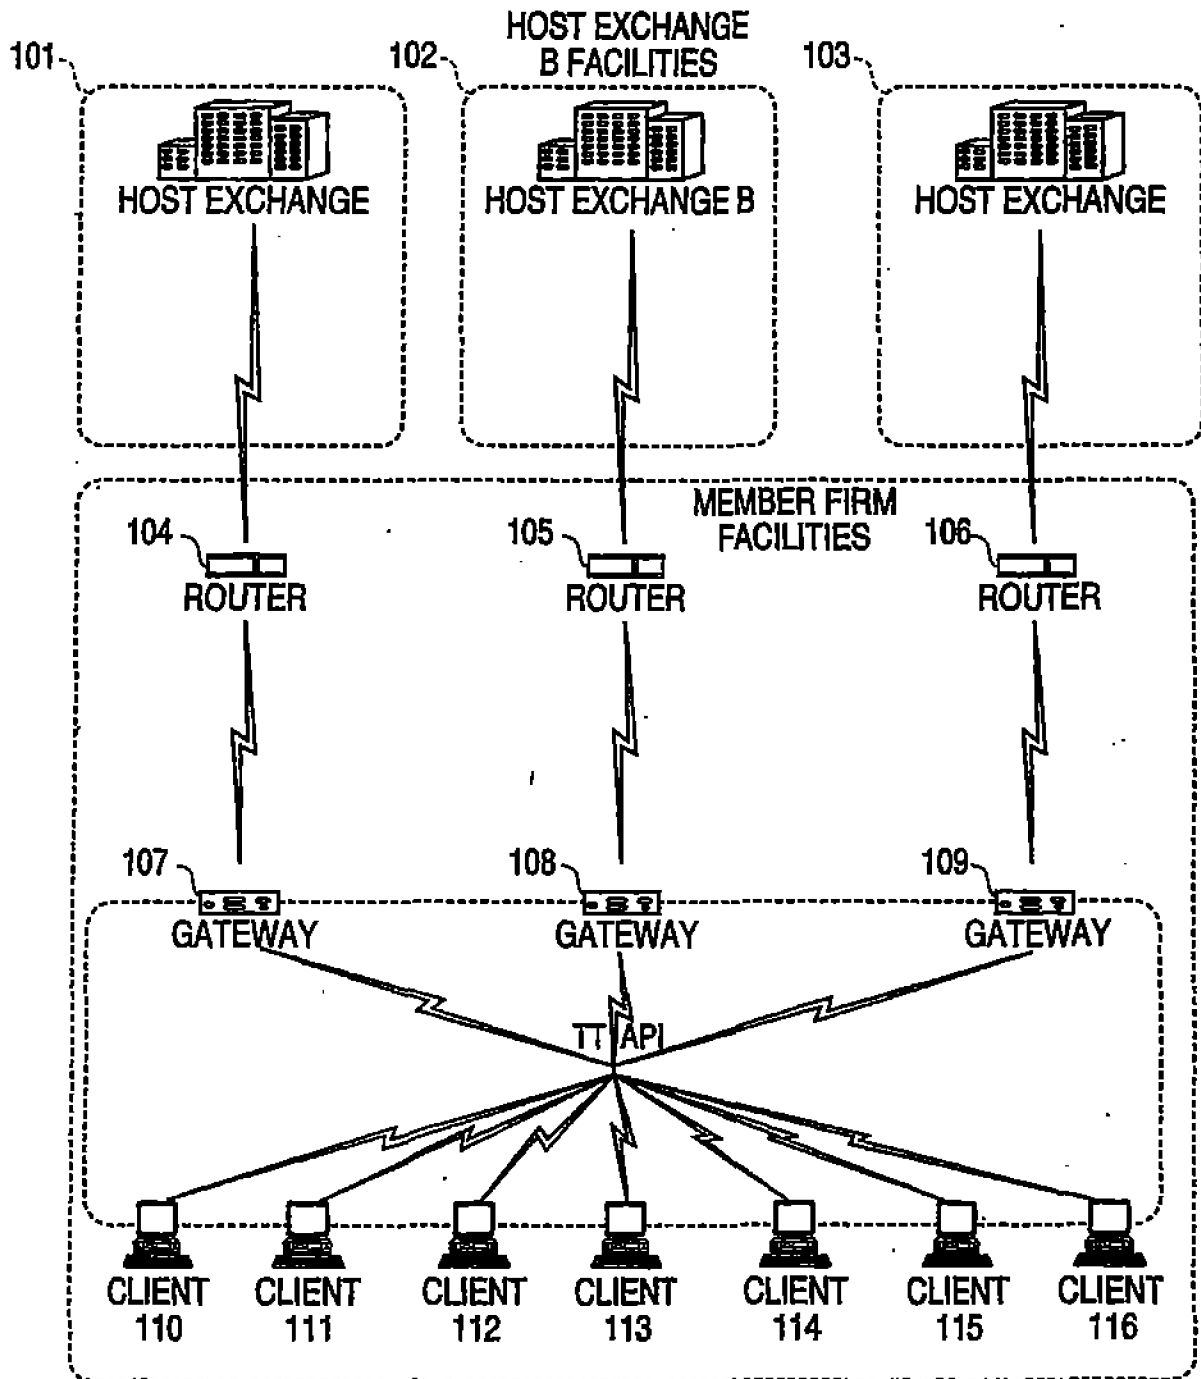 HOST EXCHANGE
B FACILITIES
101
102
103
HOST EXCHANGE
HOST EXCHANGE B
HOST EXCHANGE
MEMBER FIRM
FACILITIES
104
105
106
ROUTER
ROUTER
ROUTER
107
108
109
GATEWAY
GATEWAY
GATEWAY
TT API
CLIENT
110
CLIENT
111
CLIENT
112
CLIENT
113
CLIENT
114
CLIENT
115
CLIENT
116